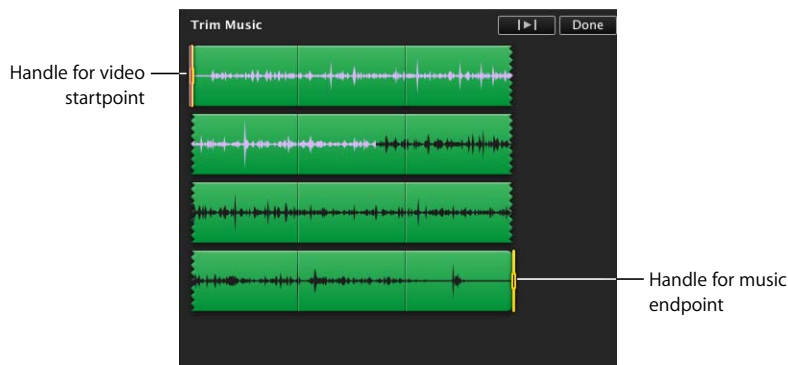 Trim Music
Done
Handle for video
startpoint
Handle for music
endpoint